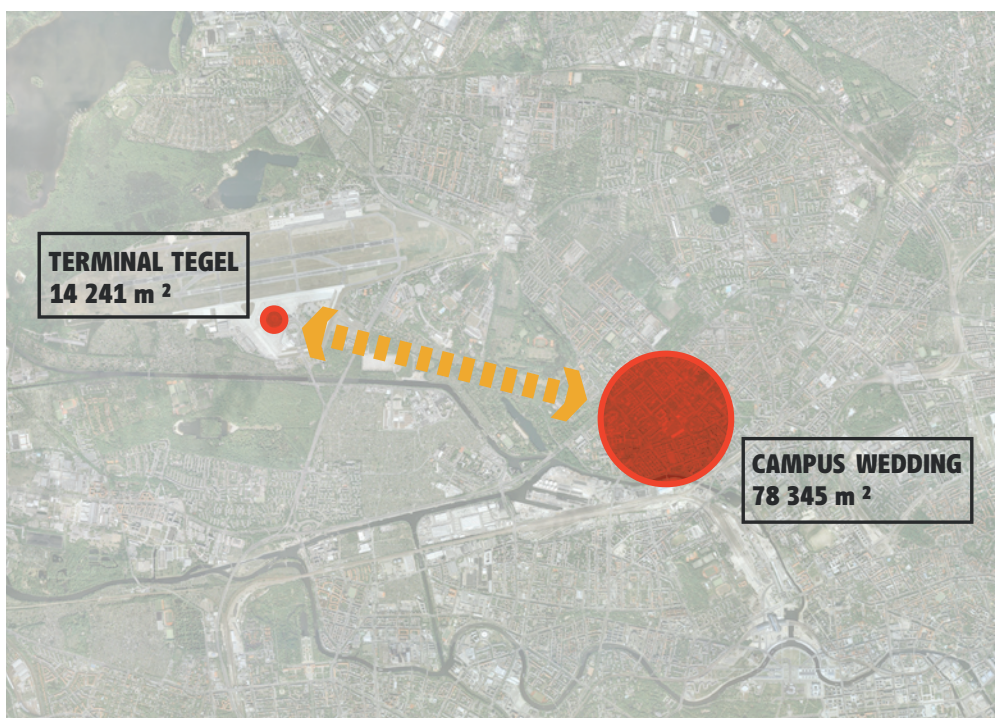 TERMINAL TEGEL
14 241 m ²
CAMPUS WEDDING
78 345 m ²